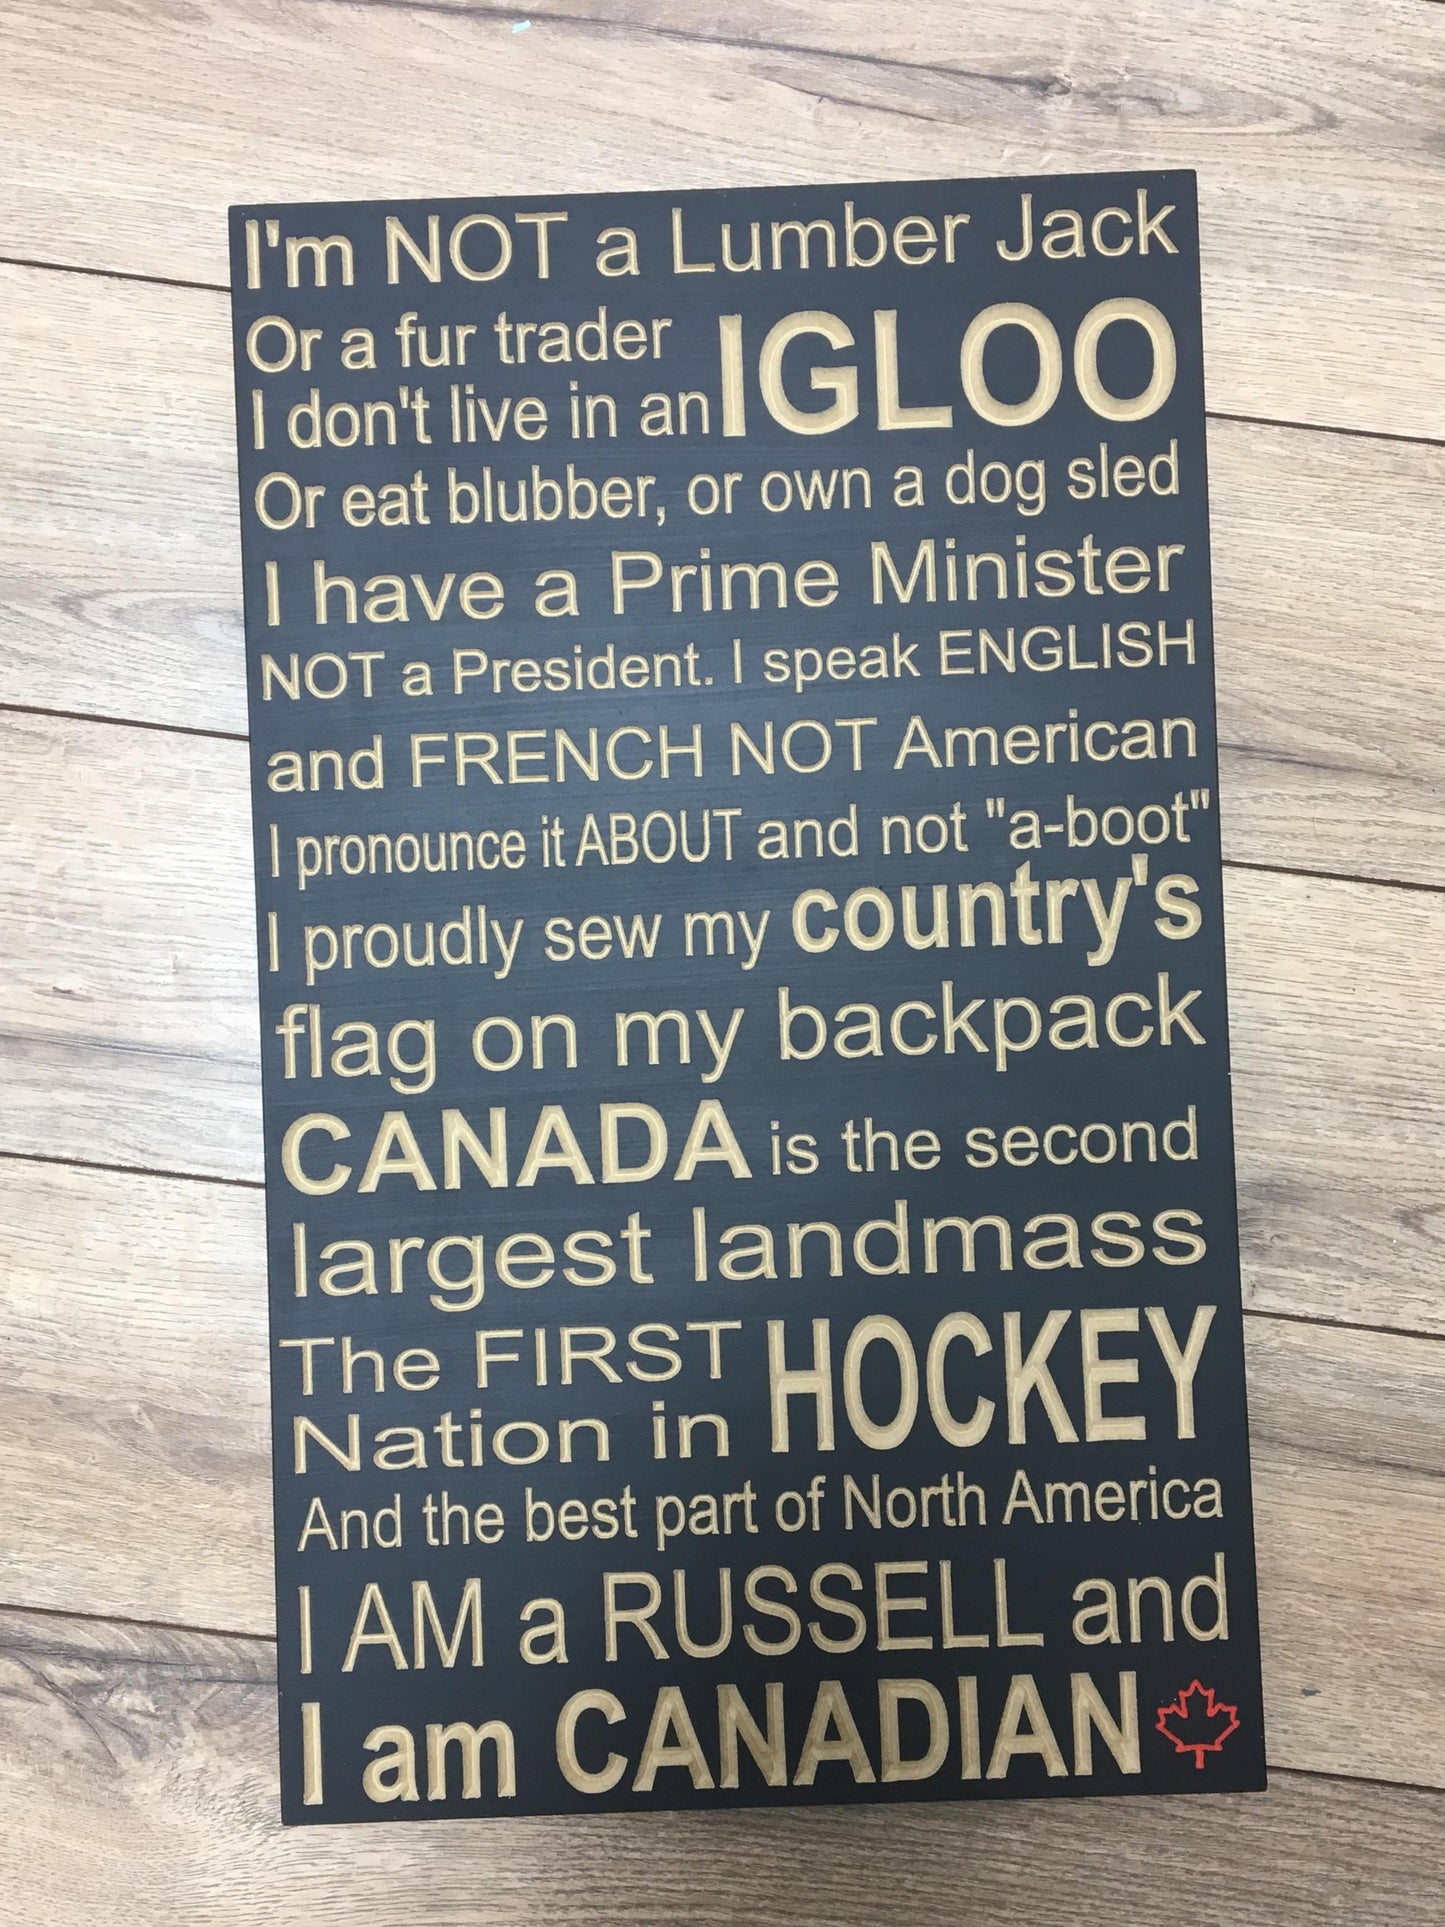 I'm NOT a Lumber Jack
Or a fur trader
I don't live in an IGLOO
Or eat blubber, or own a dog sled
I have a Prime Minister
NOT a President. I speak ENGLISH
and FRENCH NOT American
I pronounce it ABOUT and not "a-boot"
I proudly sew my country's
flag on my backpack
CANADA is the second
largest landmass
The FIRST
Nation in HOCKEY
And the best part of North America
I AM a RUSSELL and
I am CANADIAN